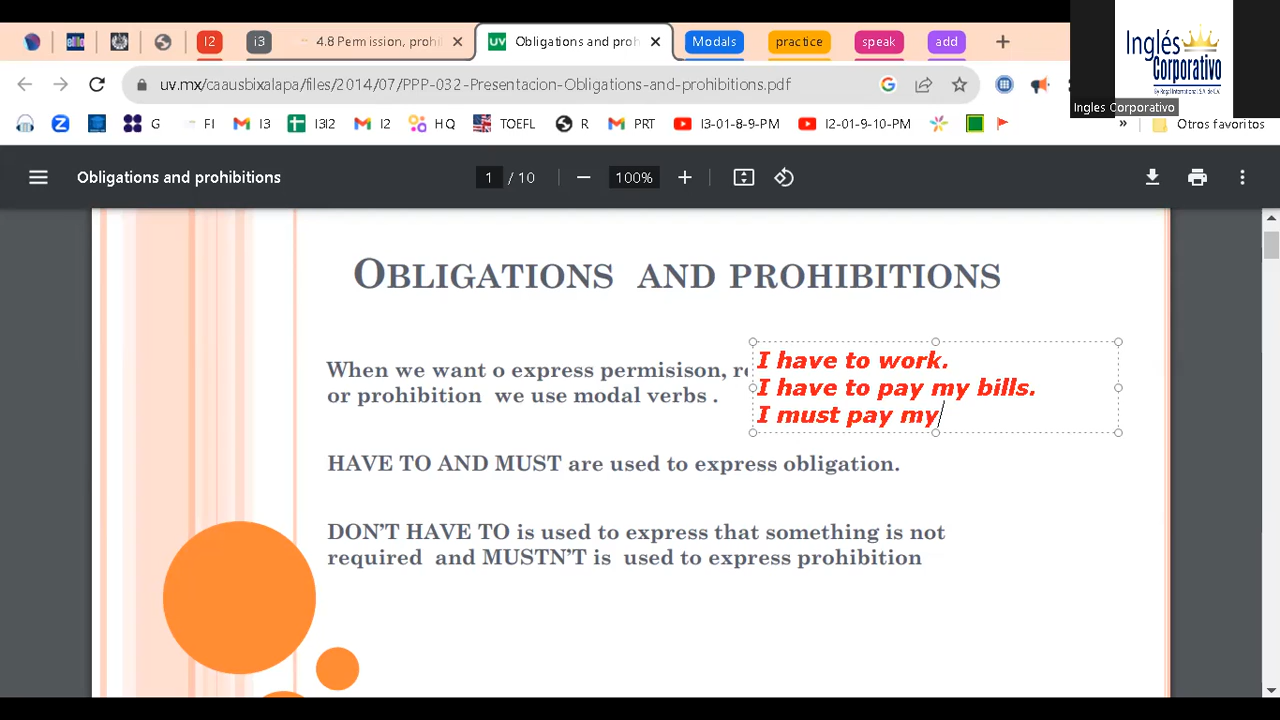 I2
i3
4.8 Permission, prohi
Obligations and proh
Modals
practice
speak
add
Inglés
Corporativo
Ingles Corporativo
uv.mx/caausbixalapa/files/2014/07/PPP-032-Presentacion-Obligations-and-prohibitions.pdf
G
FI
I3
I3I2
I2
HQ
TOEFL
R
PRT
I3-01-8-9-PM
I2-01-9-10-PM
»
Otros favoritos
Obligations and prohibitions
1 / 10
100%
OBLIGATIONS AND PROHIBITIONS
When we want o express permisison, re
or prohibition we use modal verbs .
I have to work.
I have to pay my bills.
I must pay my
HAVE TO AND MUST are used to express obligation.
DON'T HAVE TO is used to express that something is not
required and MUSTN'T is used to express prohibition